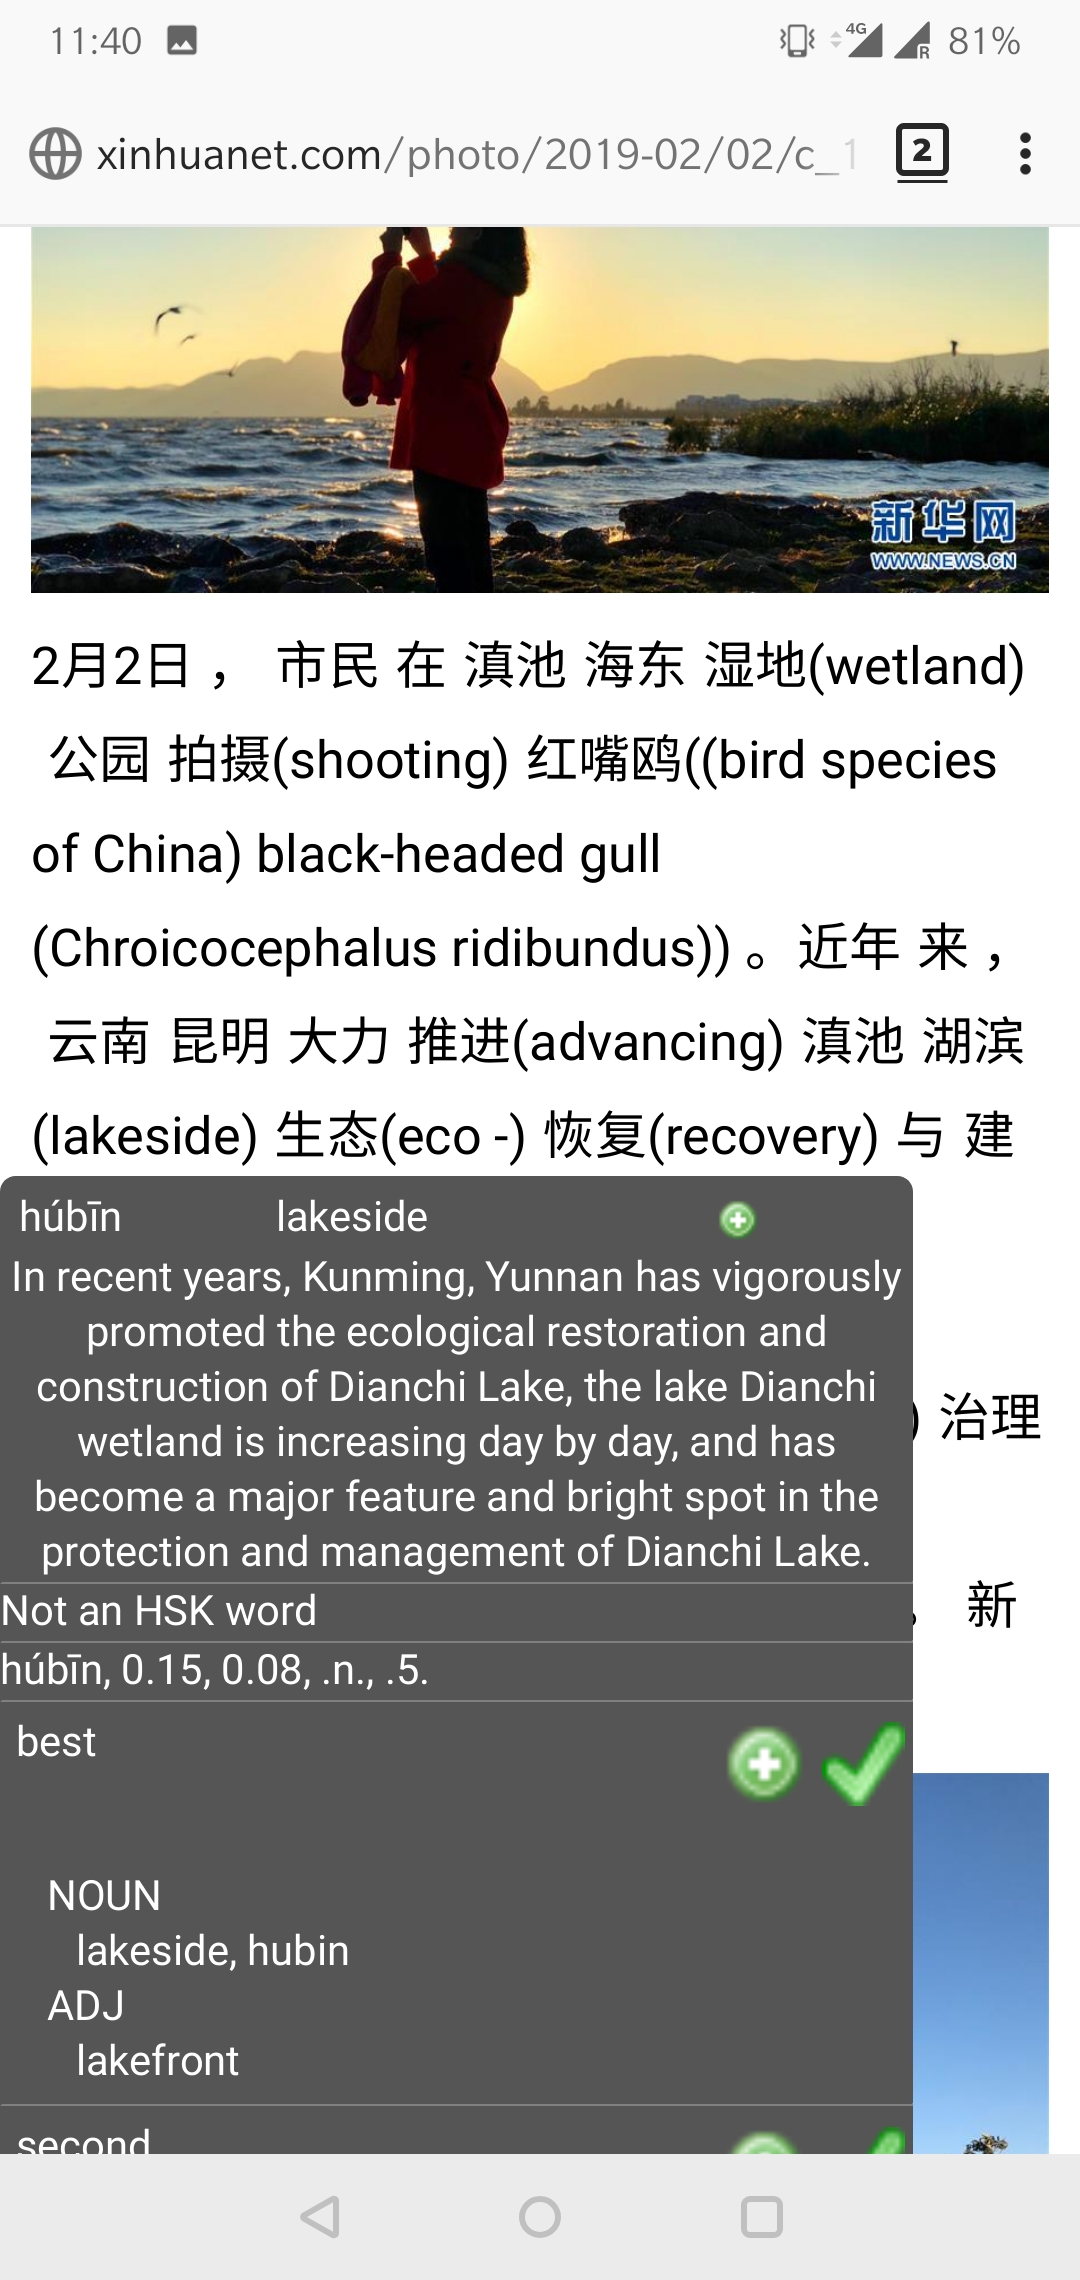 11:40
4G
R
81%
xinhuanet.com/photo/2019-02/02/c_1
2
新华网
WWW.NEWS.CN
2月2日 ， 市民 在 滇池 海东 湿地(wetland)
公园 拍摄(shooting) 红嘴鸥((bird species
of China) black-headed gull
(Chroicocephalus ridibundus)) 。近年 来 ，
云南 昆明 大力 推进(advancing) 滇池 湖滨
(lakeside) 生态(eco -) 恢复(recovery) 与 建
húbīn lakeside
In recent years, Kunming, Yunnan has vigorously
promoted the ecological restoration and
construction of Dianchi Lake, the lake Dianchi
wetland is increasing day by day, and has
become a major feature and bright spot in the
protection and management of Dianchi Lake.
) 治理
Not an HSK word
。 新
húbīn, 0.15, 0.08, .n., .5.
best
NOUN
lakeside, hubin
ADJ
lakefront
second